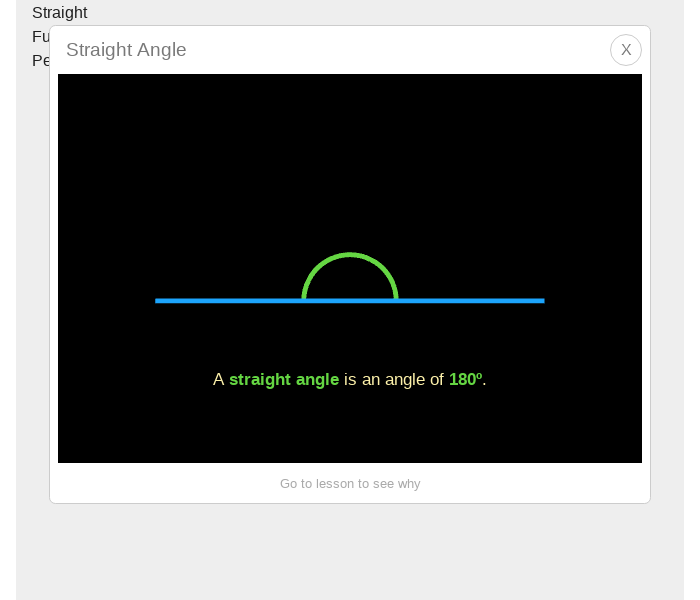 Straight
Fu
Pe
Straight Angle
X
A straight angle is an angle of 180º.
Go to lesson to see why